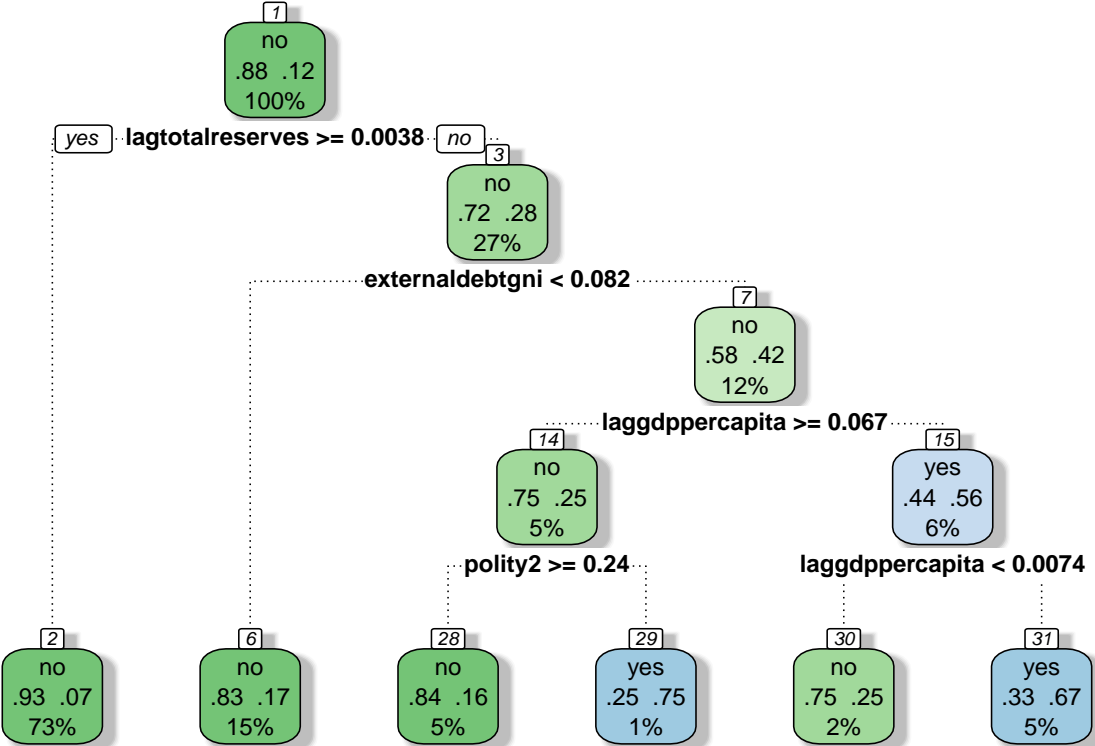 1
no
.88 .12
100%
yes lagtotalreserves >= 0.0038 no
3
no
.72 .28
27%
externaldebtgni < 0.082
7
no
.58 .42
12%
laggdppercapita >= 0.067
14
no
.75 .25
5%
15
yes
.44 .56
6%
polity2 >= 0.24
laggdppercapita < 0.0074
2
no
.93 .07
73%
6
no
.83 .17
15%
28
no
.84 .16
5%
29
yes
.25 .75
1%
30
no
.75 .25
2%
31
yes
.33 .67
5%